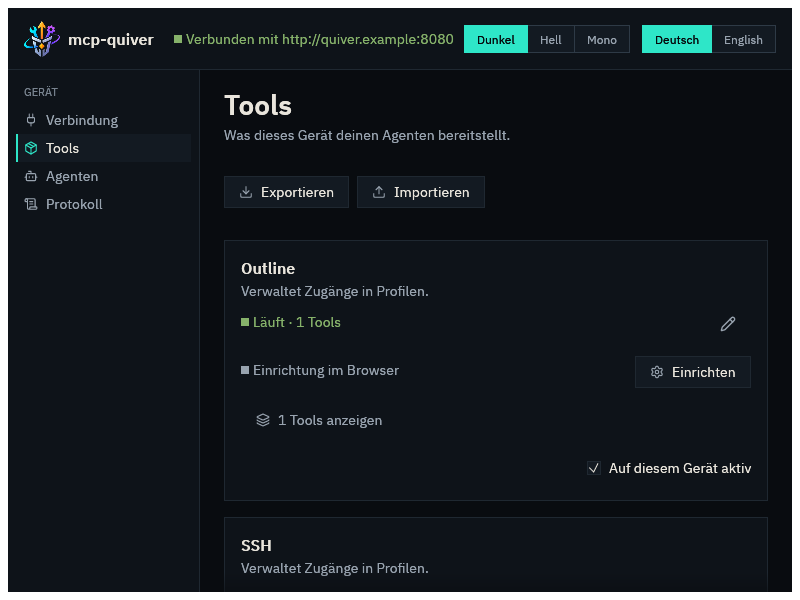 mcp-quiver
Verbunden mit http://quiver.example:8080
Dunkel
Hell
Mono
Deutsch
English
GERÄT
Verbindung
Tools
Agenten
Protokoll
Tools
Was dieses Gerät deinen Agenten bereitstellt.
Exportieren
Importieren
Outline
Verwaltet Zugänge in Profilen.
Läuft · 1 Tools
Einrichtung im Browser
Einrichten
1 Tools anzeigen
Auf diesem Gerät aktiv
SSH
Verwaltet Zugänge in Profilen.